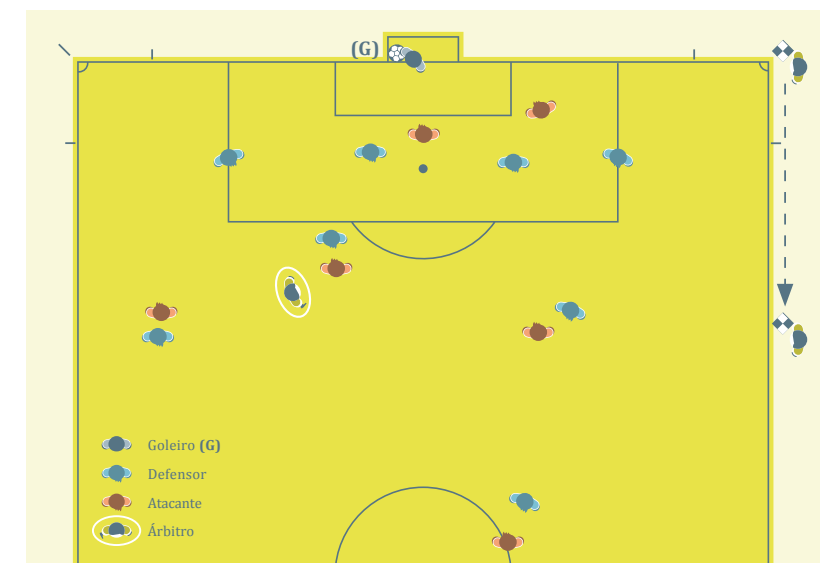 (G)
Goleiro (G)
Defensor
Atacante
Árbitro